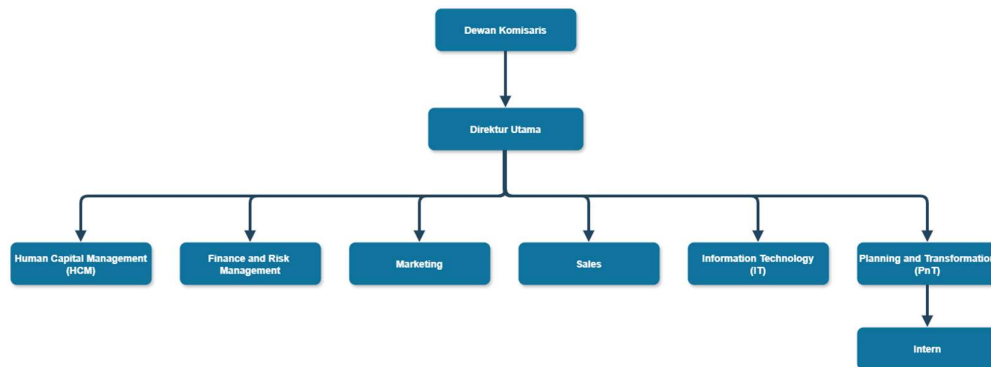 Dewan Komisaris
Direktur Utama
Human Capital Management
(HCM)
Finance and Risk
Management
Marketing
Sales
Information Technology
(IT)
Planning and Transformation
(PnT)
Intern